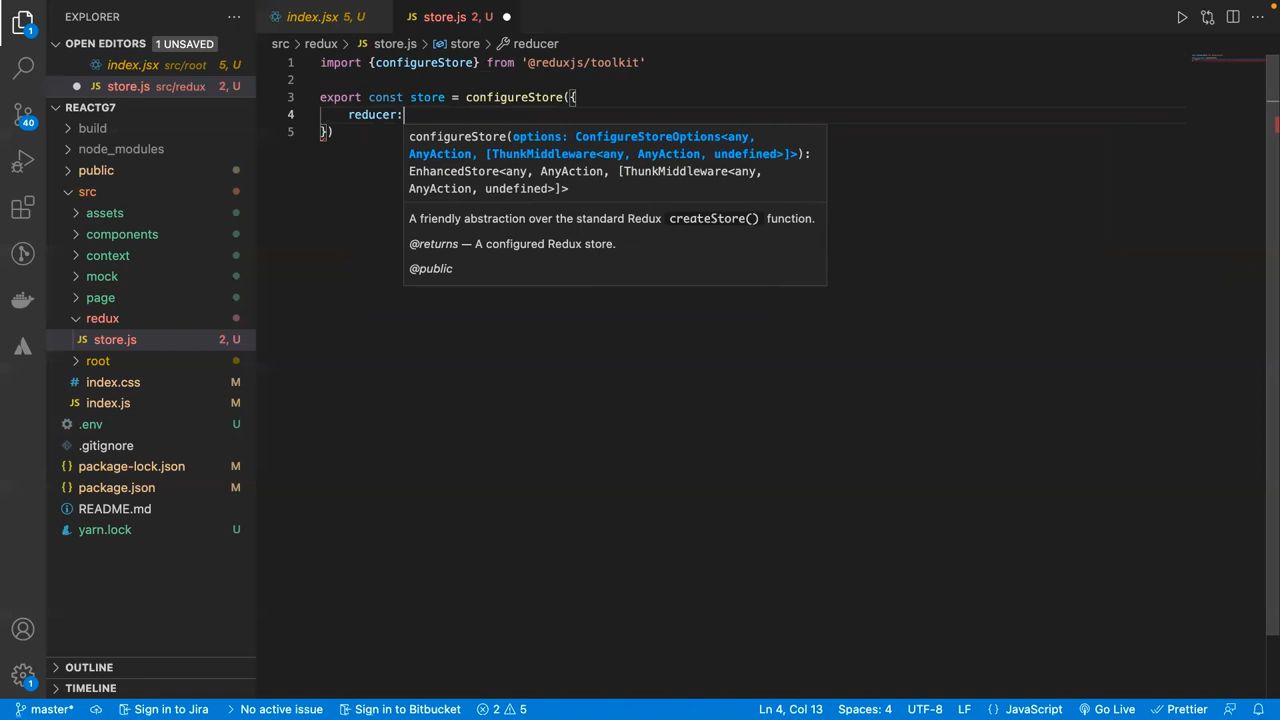 index.jsx 5, U
store.js 2, U
EXPLORER
OPEN EDITORS 1 UNSAVED
index.jsx src/root 5, U
store.js src/redux 2, U
REACTG7
build
node_modules
public
src
assets
components
context
mock
page
redux
JS store.js 2, U
root
# index.css M
JS index.js M
.env U
.gitignore
{} package-lock.json M
{} package.json M
README.md
yarn.lock U
OUTLINE
TIMELINE
src > redux > JS store.js > store > reducer
1 import {configureStore} from '@reduxjs/toolkit'
2
3 export const store = configureStore({
4 reducer:
5 })
configureStore(options: ConfigureStoreOptions<any,
AnyAction, [ThunkMiddleware<any, AnyAction, undefined>]>):
EnhancedStore<any, AnyAction, [ThunkMiddleware<any,
AnyAction, undefined>]>
A friendly abstraction over the standard Redux createStore() function.
@returns — A configured Redux store.
@public
1
40
1
master* Sign in to Jira No active issue Sign in to Bitbucket 2 5 Ln 4, Col 13 Spaces: 4 UTF-8 LF {} JavaScript Go Live Prettier